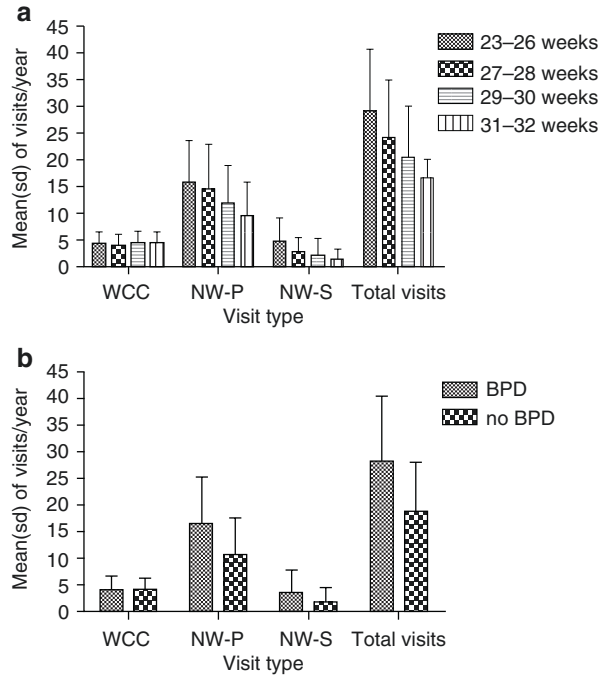 a
45
40
35
30
25
20
15
10
5
0
Mean(sd) of visits/year
WCC NW-P NW-S Total visits
Visit type
23–26 weeks
27–28 weeks
29–30 weeks
31–32 weeks
b
45
40
35
30
25
20
15
10
5
0
Mean(sd) of visits/year
WCC NW-P NW-S Total visits
Visit type
BPD
no BPD